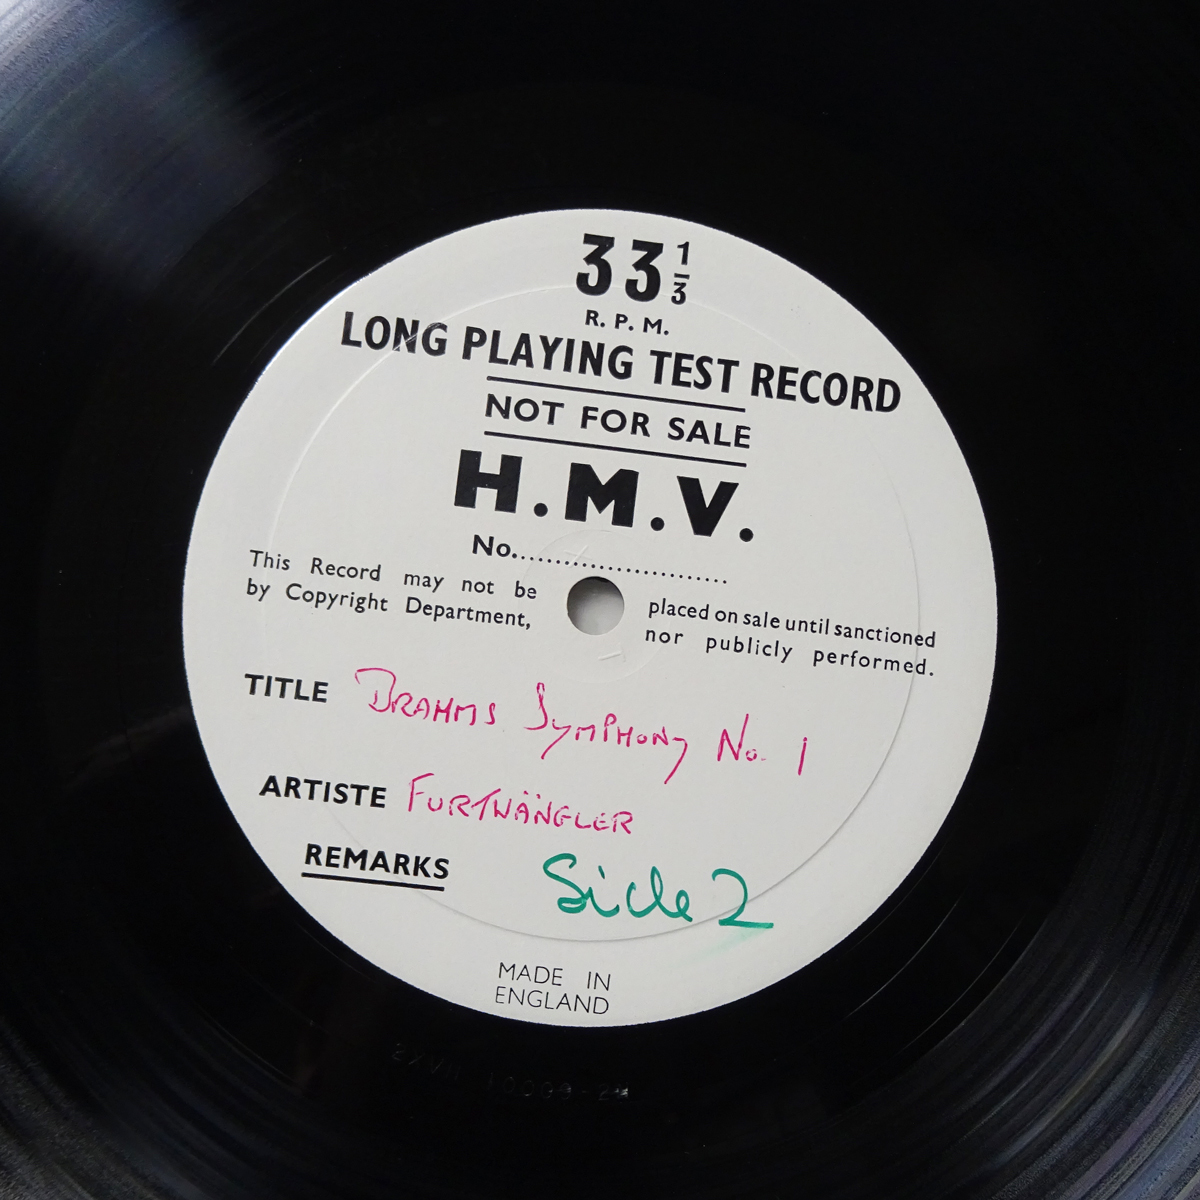 33 1/3
R. P. M.
LONG PLAYING TEST RECORD
NOT FOR SALE
H.M.V.
No..........................
This Record may not be placed on sale until sanctioned
by Copyright Department, nor publicly performed.
TITLE BRAHMS SYMPHONY No. 1
ARTISTE FURTWÄNGLER
REMARKS Side 2
MADE IN
ENGLAND